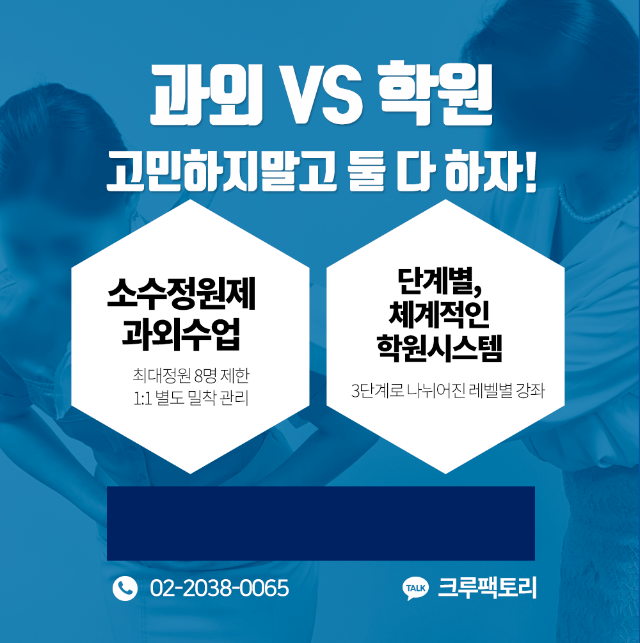 과외 VS 학원
고민하지말고 둘 다 하자!
소수정원제
과외수업
최대정원 8명 제한
1:1 별도 밀착 관리
단계별,
체계적인
학원시스템
3단계로 나뉘어진 레벨별 강좌
02-2038-0065
TALK 크루팩토리